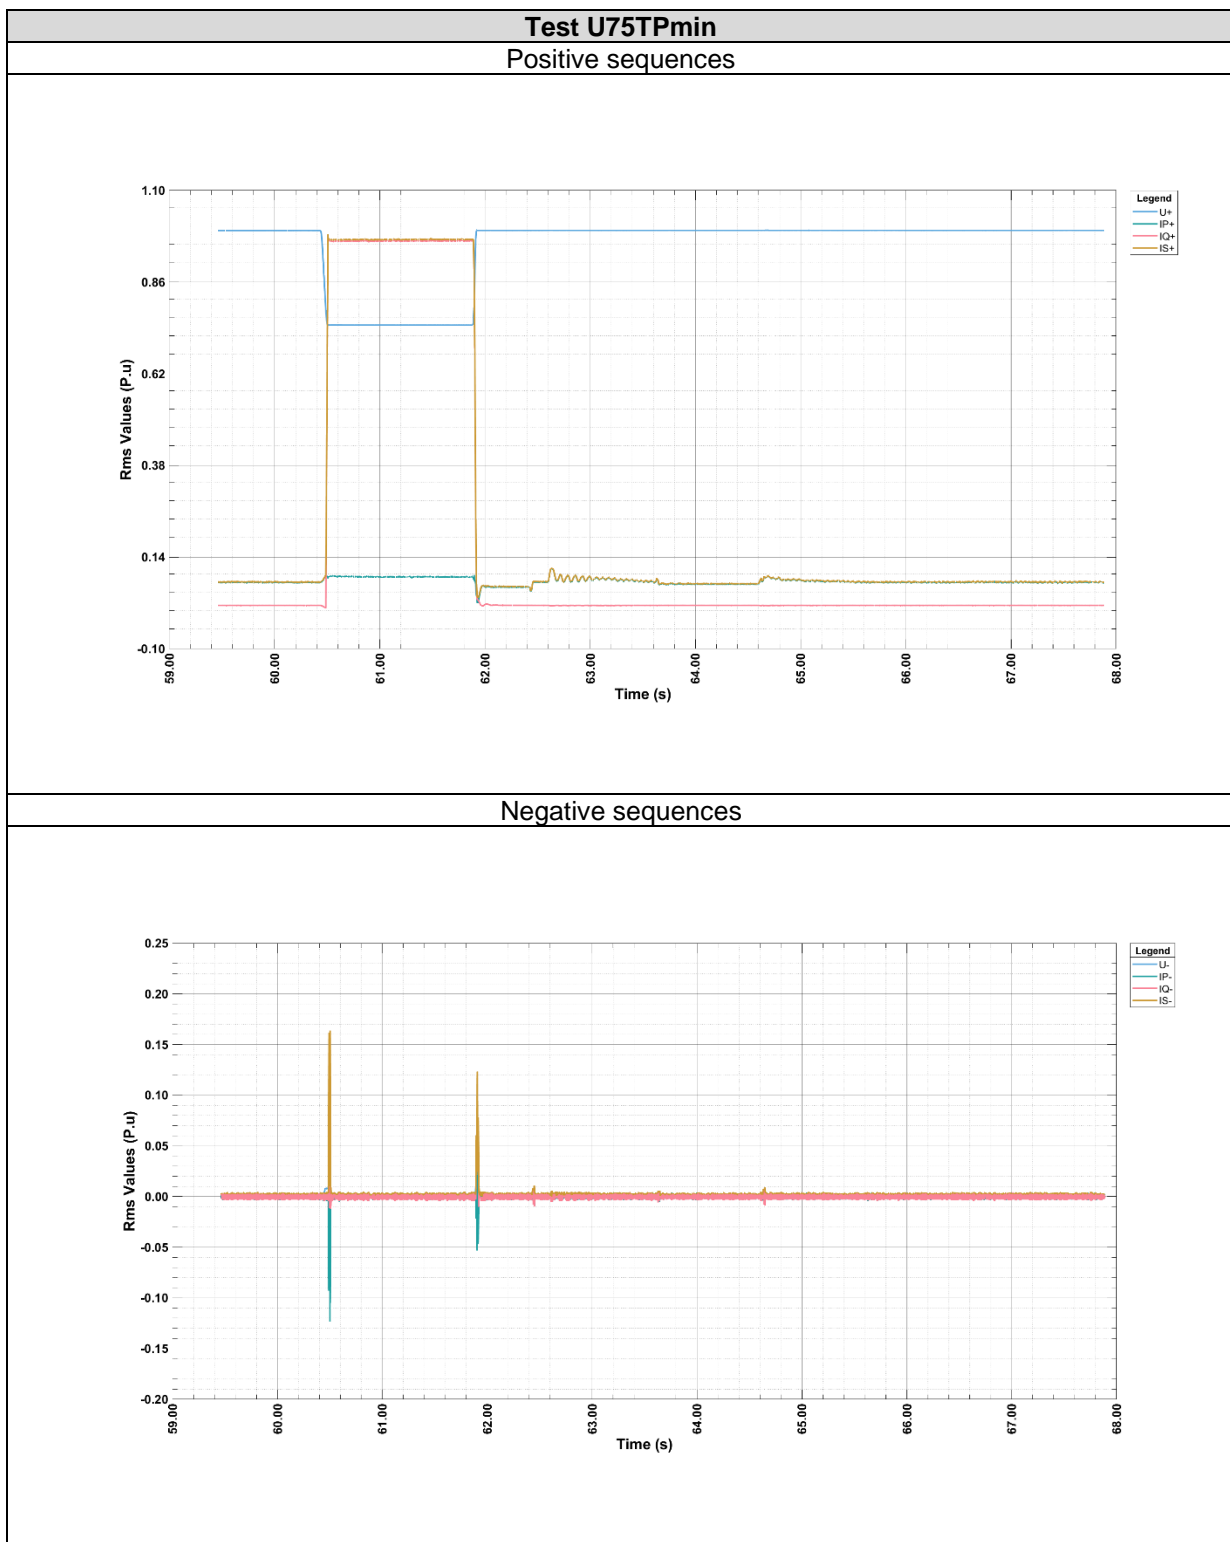 Test U75TPmin
Positive sequences
1.10
0.86
0.62
0.38
0.14
-0.10
Rms Values (P.u)
59.00
60.00
61.00
62.00
63.00
64.00
65.00
66.00
67.00
68.00
Time (s)
Legend
U+
IP+
IQ+
IS+
Negative sequences
0.25
0.20
0.15
0.10
0.05
0.00
-0.05
-0.10
-0.15
-0.20
Rms Values (P.u)
59.00
60.00
61.00
62.00
63.00
64.00
65.00
66.00
67.00
68.00
Time (s)
Legend
U-
IP-
IQ-
IS-